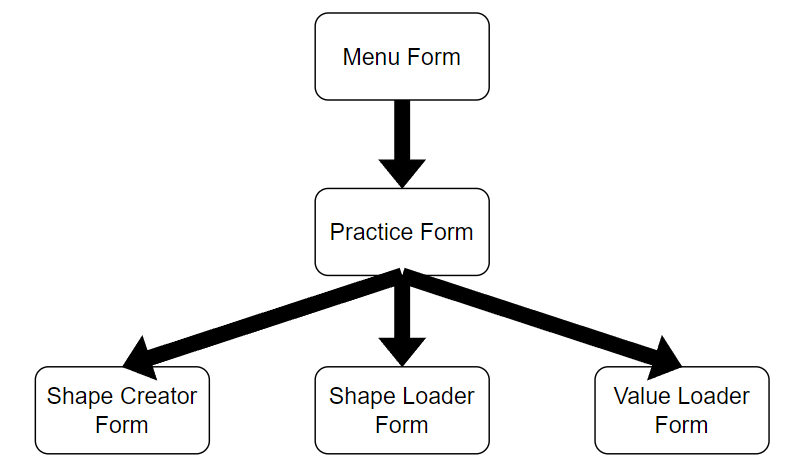 Menu Form
Practice Form
Shape Creator
Form
Shape Loader
Form
Value Loader
Form